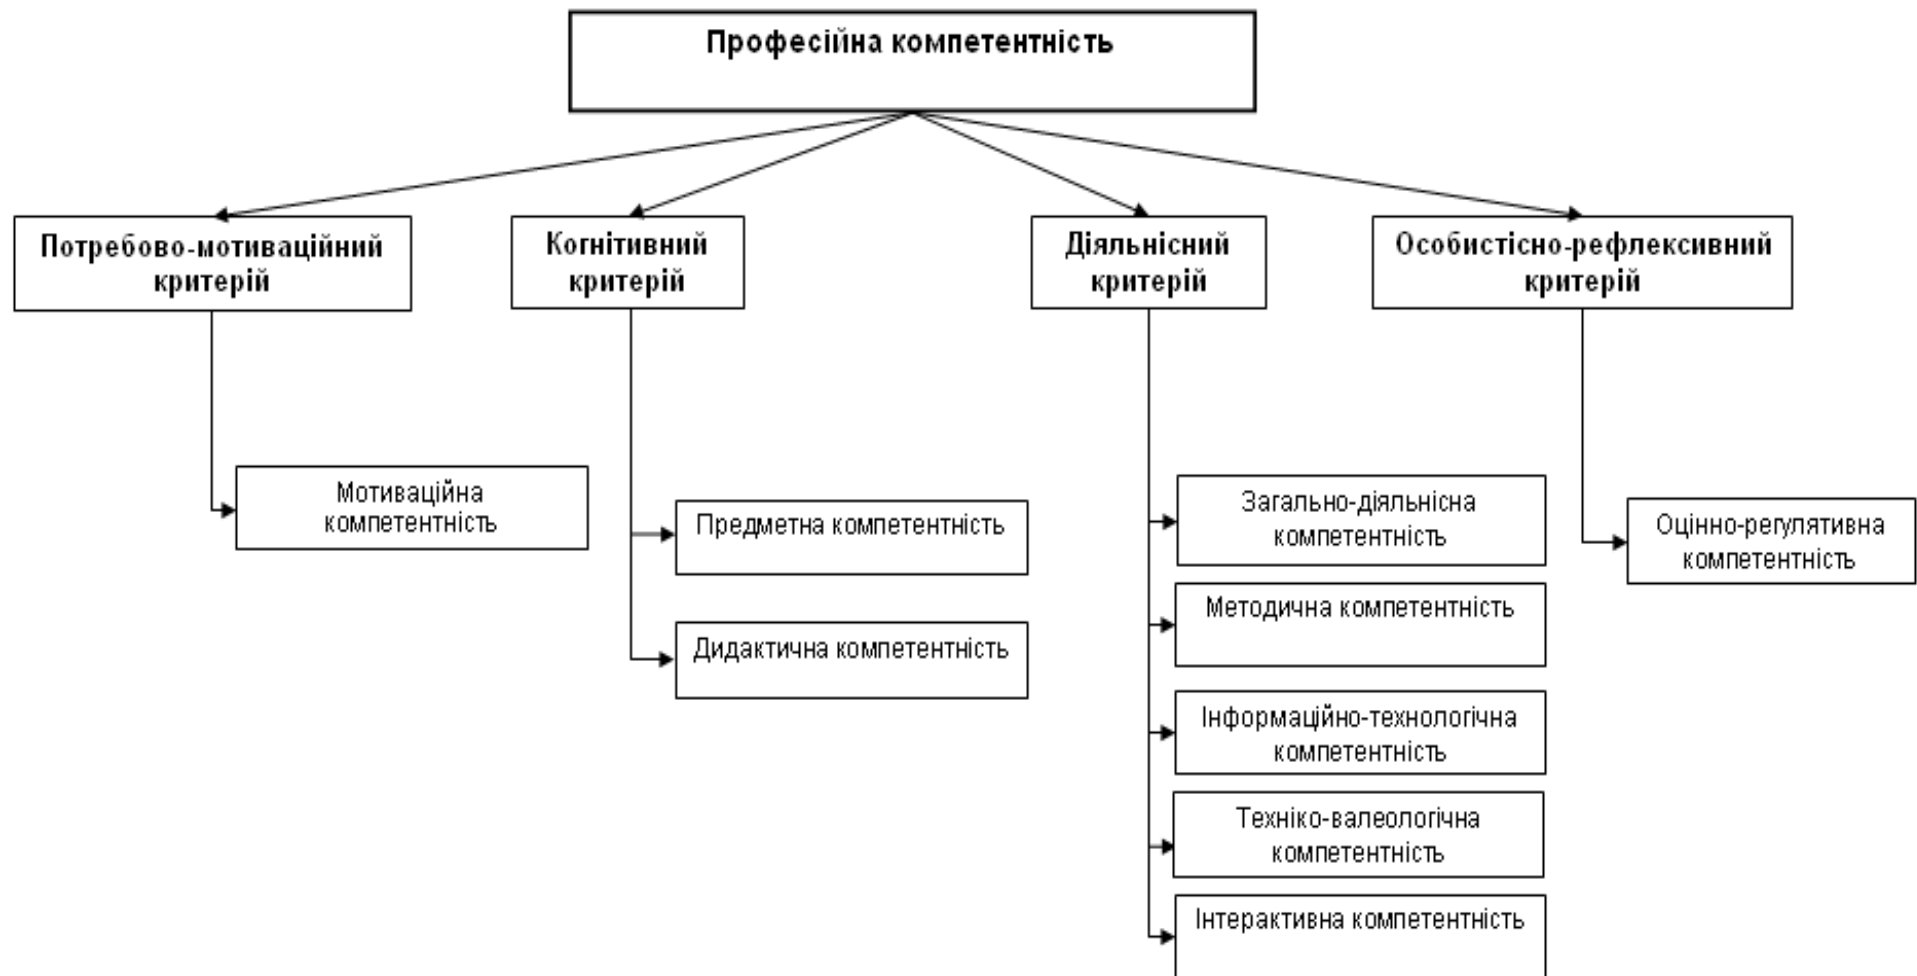 Професійна компетентність
Потребово-мотиваційний
критерій
Когнітивний
критерій
Діяльнісний
критерій
Особистісно-рефлексивний
критерій
Мотиваційна
компетентність
Предметна компетентність
Дидактична компетентність
Загально-діяльнісна
компетентність
Методична компетентність
Інформаційно-технологічна
компетентність
Техніко-валеологічна
компетентність
Інтерактивна компетентність
Оцінно-регулятивна
компетентність